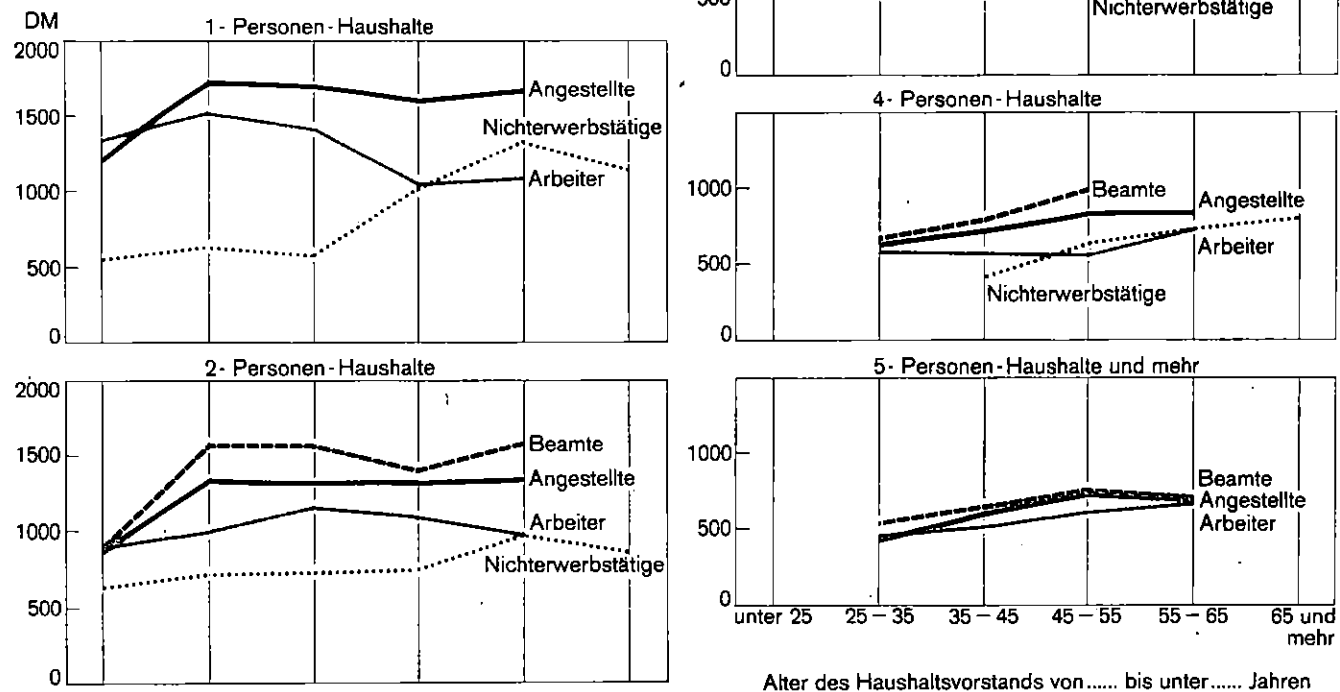 DM
1- Personen-Haushalte
2000
1500
1000
500
0
Angestellte
Nichterwerbstätige
Arbeiter
2- Personen-Haushalte
2000
1500
1000
500
0
Beamte
Angestellte
Arbeiter
Nichterwerbstätige
500
0
Nichterwerbstätige
4- Personen-Haushalte
1000
500
0
Beamte
Angestellte
Arbeiter
Nichterwerbstätige
5- Personen-Haushalte und mehr
1000
500
0
Beamte
Angestellte
Arbeiter
unter 25 25 – 35 35 – 45 45 – 55 55 – 65 65 und
mehr
Alter des Haushaltsvorstands von...... bis unter...... Jahren